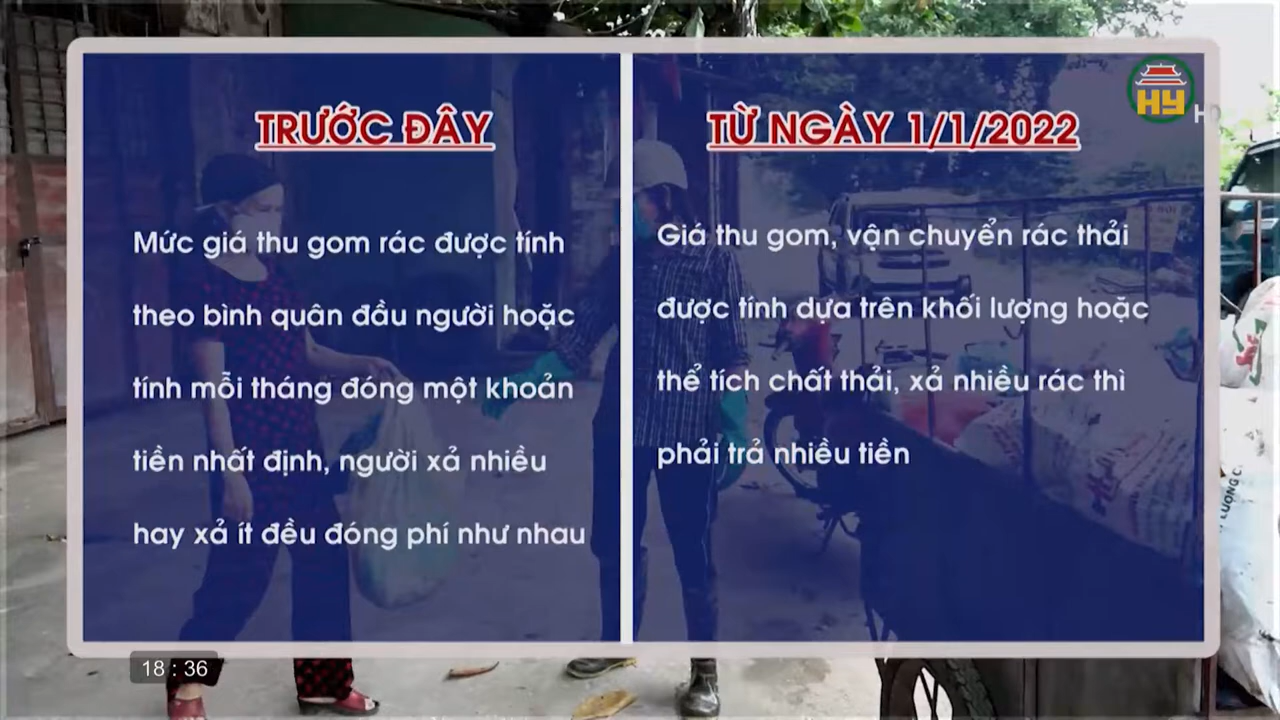 TRƯỚC ĐÂY
Mức giá thu gom rác được tính
theo bình quân đầu người hoặc
tính mỗi tháng đóng một khoản
tiền nhất định, người xả nhiều
hay xả ít đều đóng phí như nhau
TỪ NGÀY 1/1/2022
Giá thu gom, vận chuyển rác thải
được tính dựa trên khối lượng hoặc
thể tích chất thải, xả nhiều rác thì
phải trả nhiều tiền
HY
18 : 36